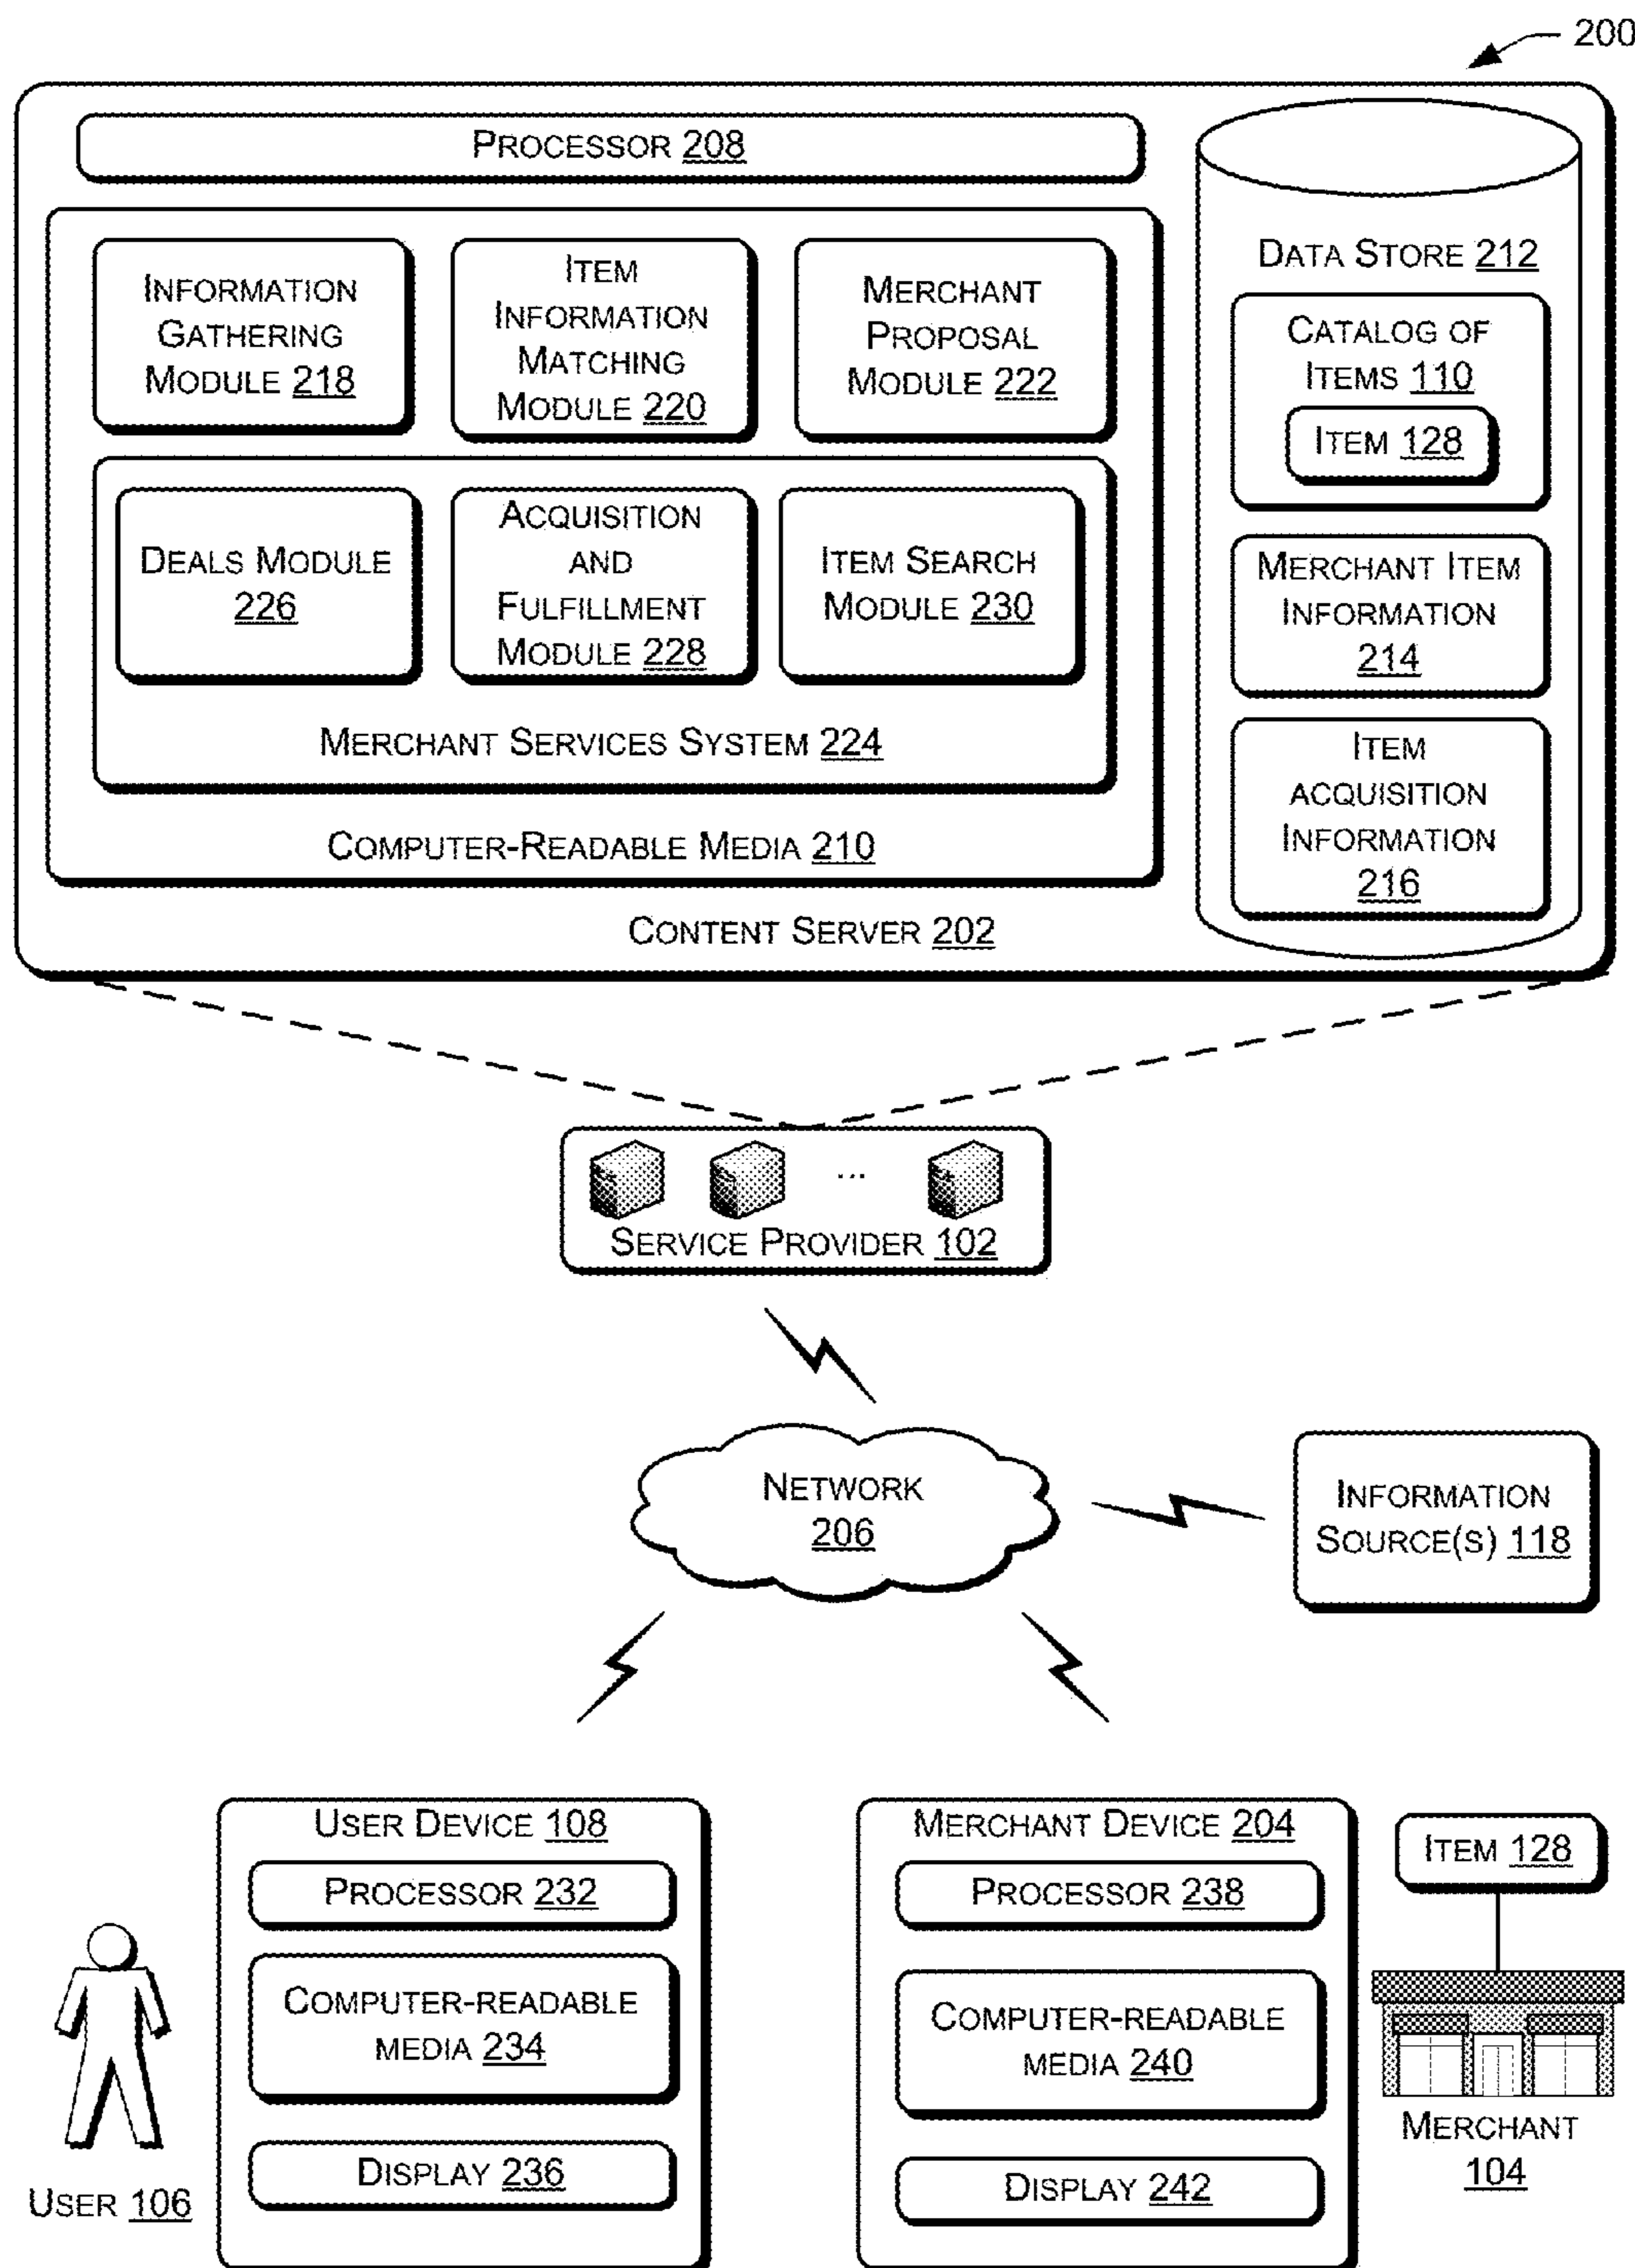 200
PROCESSOR 208
INFORMATION
GATHERING
MODULE 218
ITEM
INFORMATION
MATCHING
MODULE 220
MERCHANT
PROPOSAL
MODULE 222
DEALS MODULE
226
ACQUISITION
AND
FULFILLMENT
MODULE 228
ITEM SEARCH
MODULE 230
MERCHANT SERVICES SYSTEM 224
COMPUTER-READABLE MEDIA 210
DATA STORE 212
CATALOG OF
ITEMS 110
ITEM 128
MERCHANT ITEM
INFORMATION
214
ITEM
ACQUISITION
INFORMATION
216
CONTENT SERVER 202
...
SERVICE PROVIDER 102
NETWORK
206
INFORMATION
SOURCE(S) 118
USER DEVICE 108
PROCESSOR 232
COMPUTER-READABLE
MEDIA 234
DISPLAY 236
USER 106
MERCHANT DEVICE 204
PROCESSOR 238
COMPUTER-READABLE
MEDIA 240
DISPLAY 242
ITEM 128
MERCHANT
104